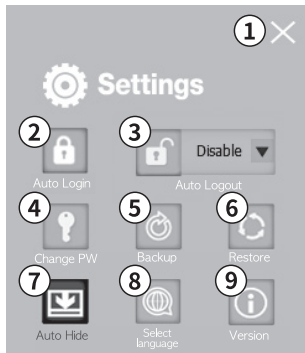 1
Settings
2
3
Disable
Auto Login
Auto Logout
4
5
6
Change PW
Backup
Restore
7
8
9
Auto Hide
Select
language
Version